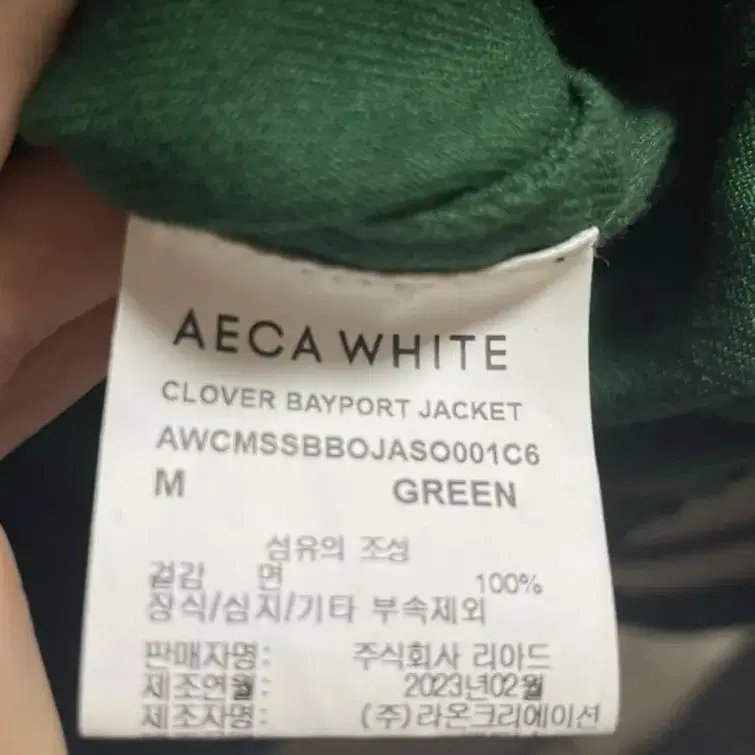 AECA WHITE
CLOVER BAYPORT JACKET
AWCMSSBBOJASO001C6
M GREEN
섬유의 조성
겉감 면 100%
장식/심지/기타 부속제외
판매자명: 주식회사 리아드
제조연월: 2023년02월
제조자명: (주)라온크리에이션